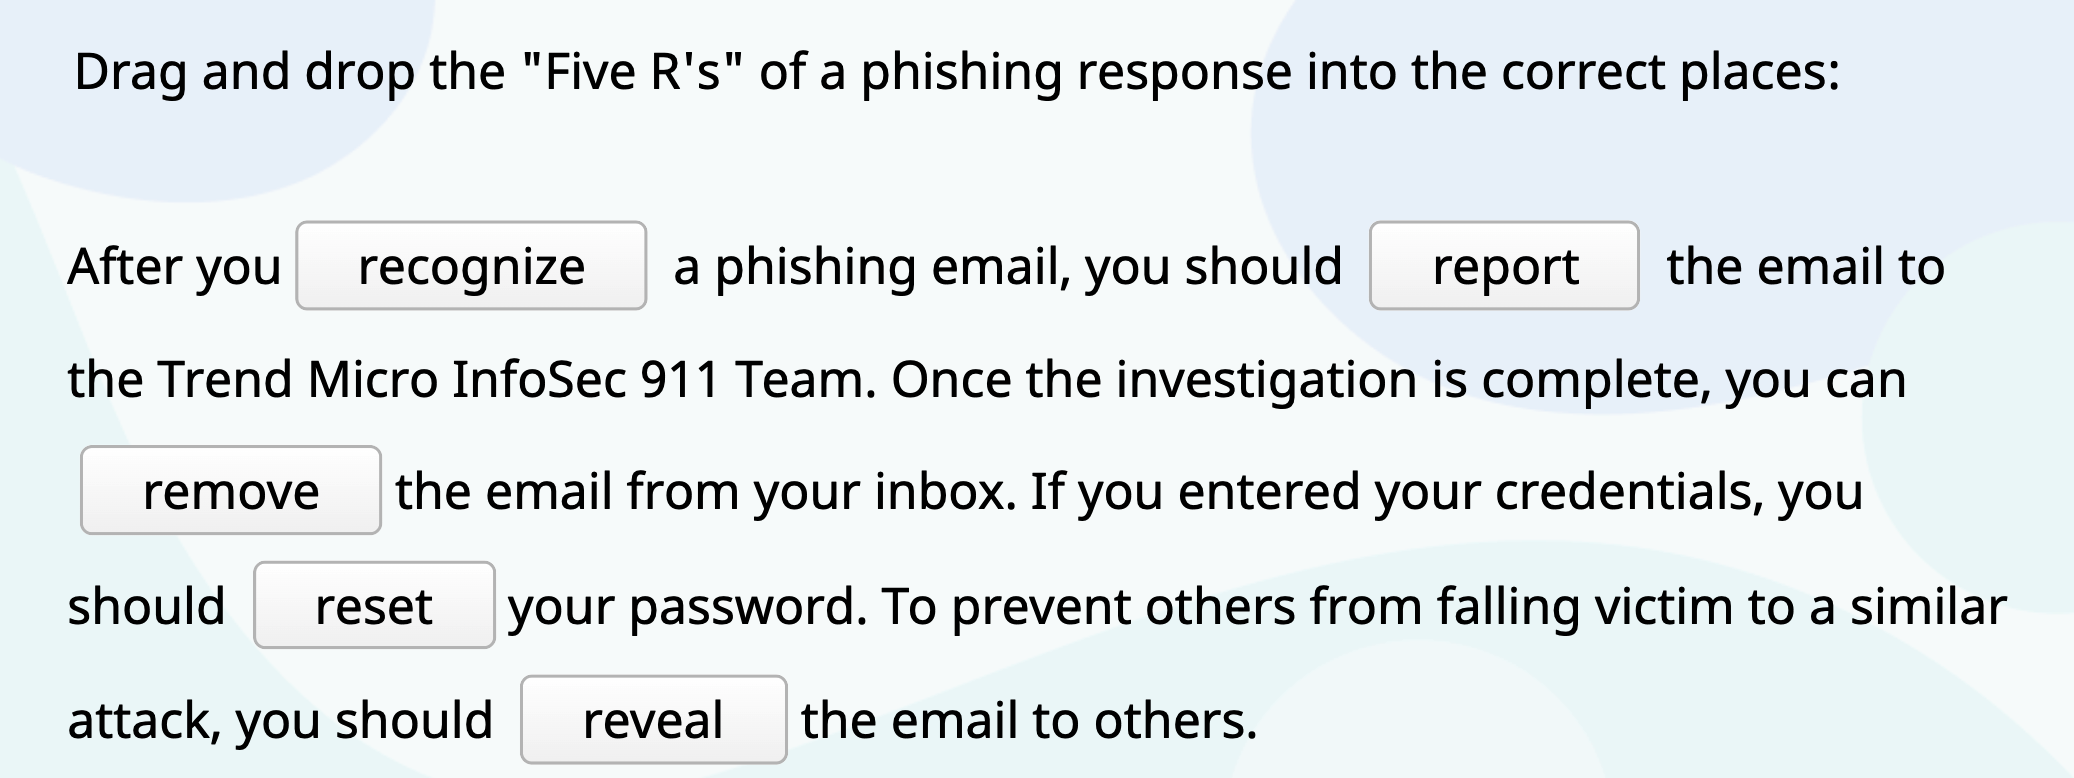 Drag and drop the "Five R's" of a phishing response into the correct places:
After you recognize a phishing email, you should report the email to
the Trend Micro InfoSec 911 Team. Once the investigation is complete, you can
remove the email from your inbox. If you entered your credentials, you
should reset your password. To prevent others from falling victim to a similar
attack, you should reveal the email to others.